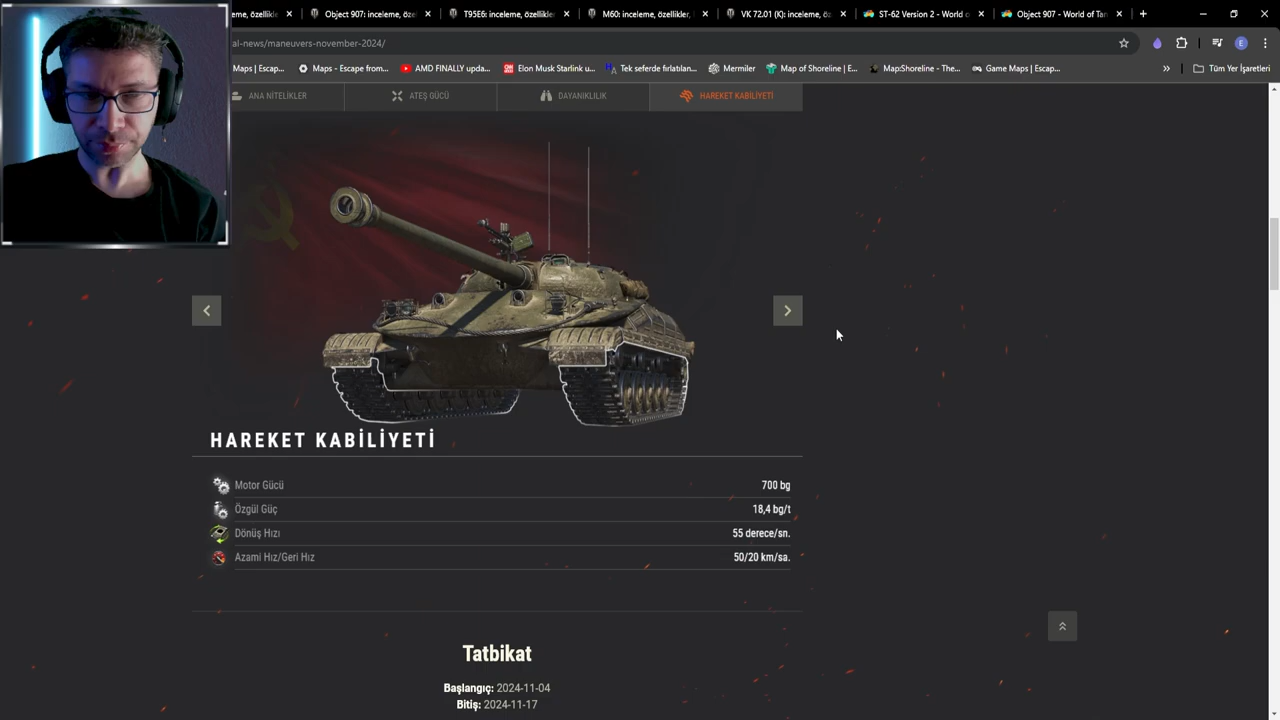 eme, özellikle
Object 907: inceleme, öze
T95E6: inceleme, özellikle
M60: inceleme, özellikler,
VK 72.01 (K): inceleme, öz
ST-62 Version 2 - World o
Object 907 - World of Tan
al-news/maneuvers-november-2024/
E
Maps | Escap...
Maps - Escape from...
AMD FINALLY upda...
Elon Musk Starlink u...
Tek seferde fırlatılan...
Mermiler
Map of Shoreline | E...
Map:Shoreline - The...
Game Maps | Escap...
Tüm Yer İşaretleri
ANA NİTELİKLER
ATEŞ GÜCÜ
DAYANIKLILIK
HAREKET KABİLİYETİ
HAREKET KABİLİYETİ
Motor Gücü 700 bg
Özgül Güç 18,4 bg/t
Dönüş Hızı 55 derece/sn.
Azami Hız/Geri Hız 50/20 km/sa.
Tatbikat
Başlangıç: 2024-11-04
Bitiş: 2024-11-17